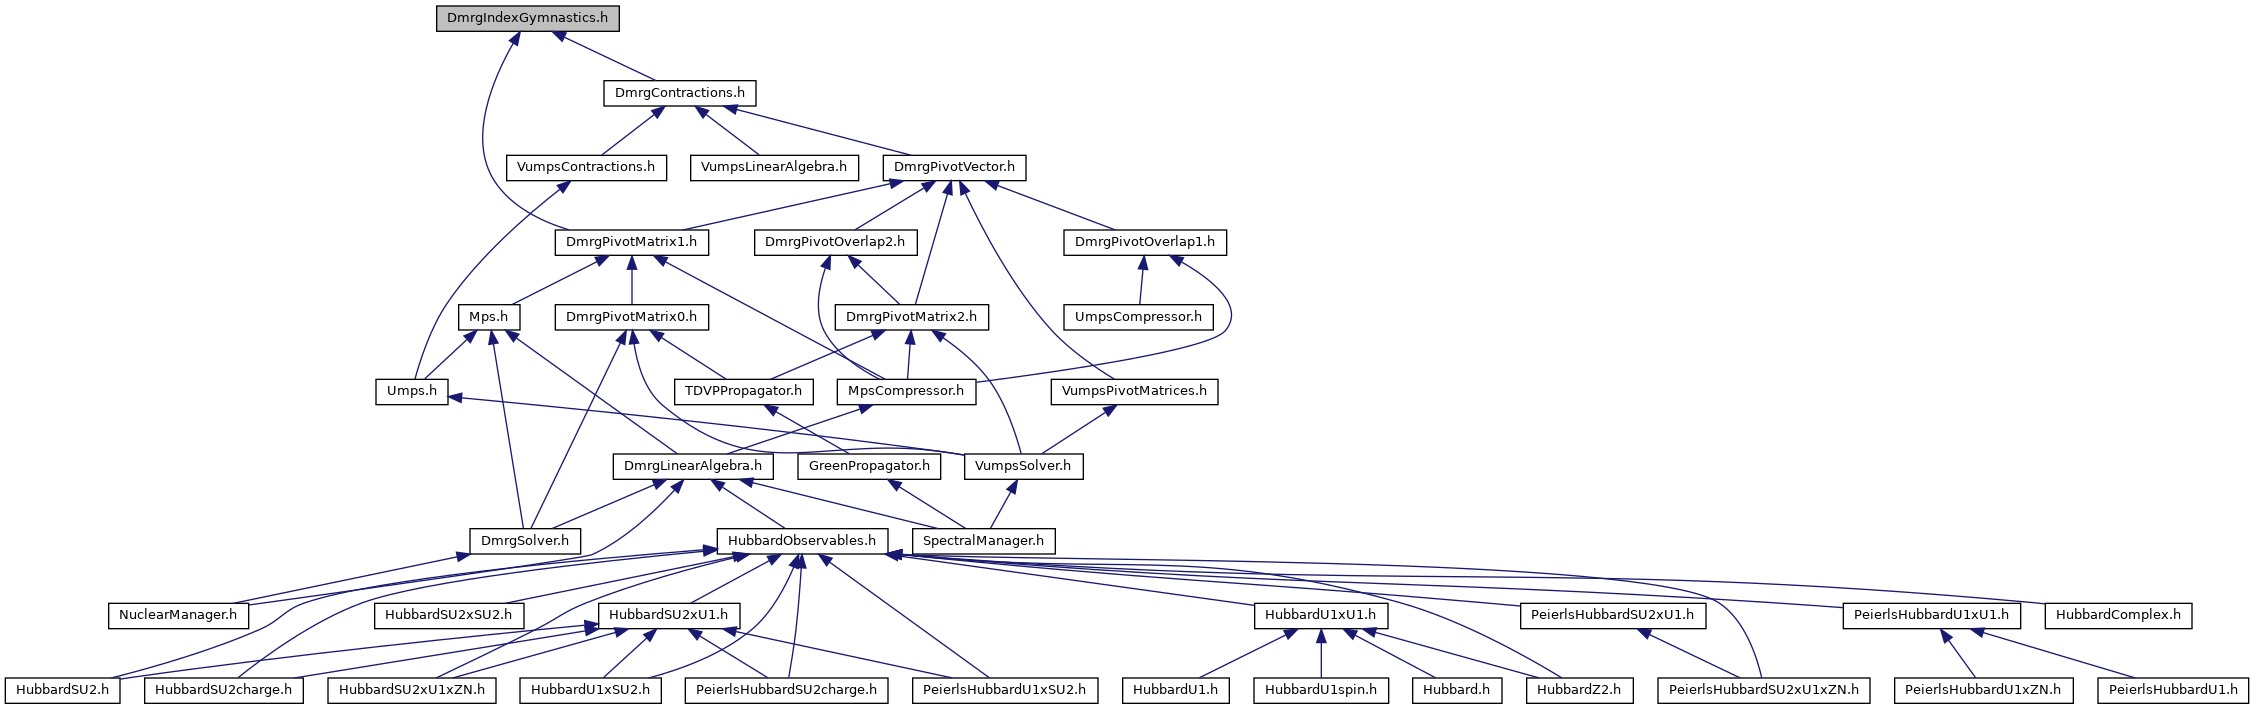 DmrgIndexGymnastics.h
DmrgContractions.h
VumpsContractions.h
VumpsLinearAlgebra.h
DmrgPivotVector.h
DmrgPivotMatrix1.h
DmrgPivotOverlap2.h
DmrgPivotOverlap1.h
Mps.h
DmrgPivotMatrix0.h
DmrgPivotMatrix2.h
UmpsCompressor.h
Umps.h
TDVPPropagator.h
MpsCompressor.h
VumpsPivotMatrices.h
DmrgLinearAlgebra.h
GreenPropagator.h
VumpsSolver.h
DmrgSolver.h
HubbardObservables.h
SpectralManager.h
NuclearManager.h
HubbardSU2xSU2.h
HubbardSU2xU1.h
HubbardU1xU1.h
PeierlsHubbardSU2xU1.h
PeierlsHubbardU1xU1.h
HubbardComplex.h
HubbardSU2.h
HubbardSU2charge.h
HubbardSU2xU1xZN.h
HubbardU1xSU2.h
PeierlsHubbardSU2charge.h
PeierlsHubbardU1xSU2.h
HubbardU1.h
HubbardU1spin.h
Hubbard.h
HubbardZ2.h
PeierlsHubbardSU2xU1xZN.h
PeierlsHubbardU1xZN.h
PeierlsHubbardU1.h